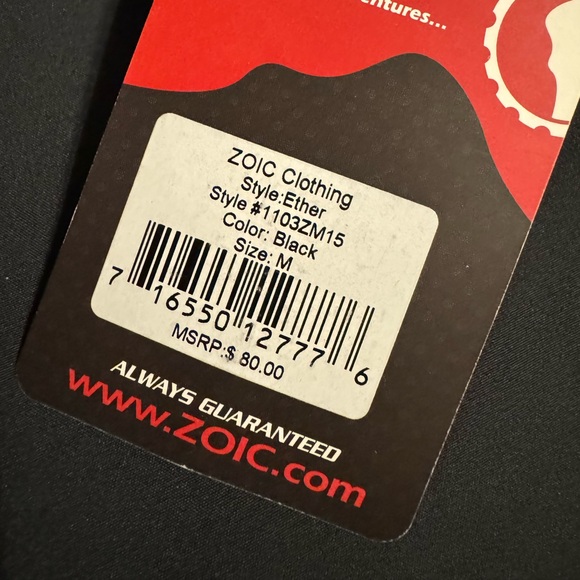 ZOIC Clothing
Style:Ether
Style #1103ZM15
Color: Black
Size: M
7 16550 12777 6
MSRP:$ 80.00
ALWAYS GUARANTEED
www.ZOIC.com